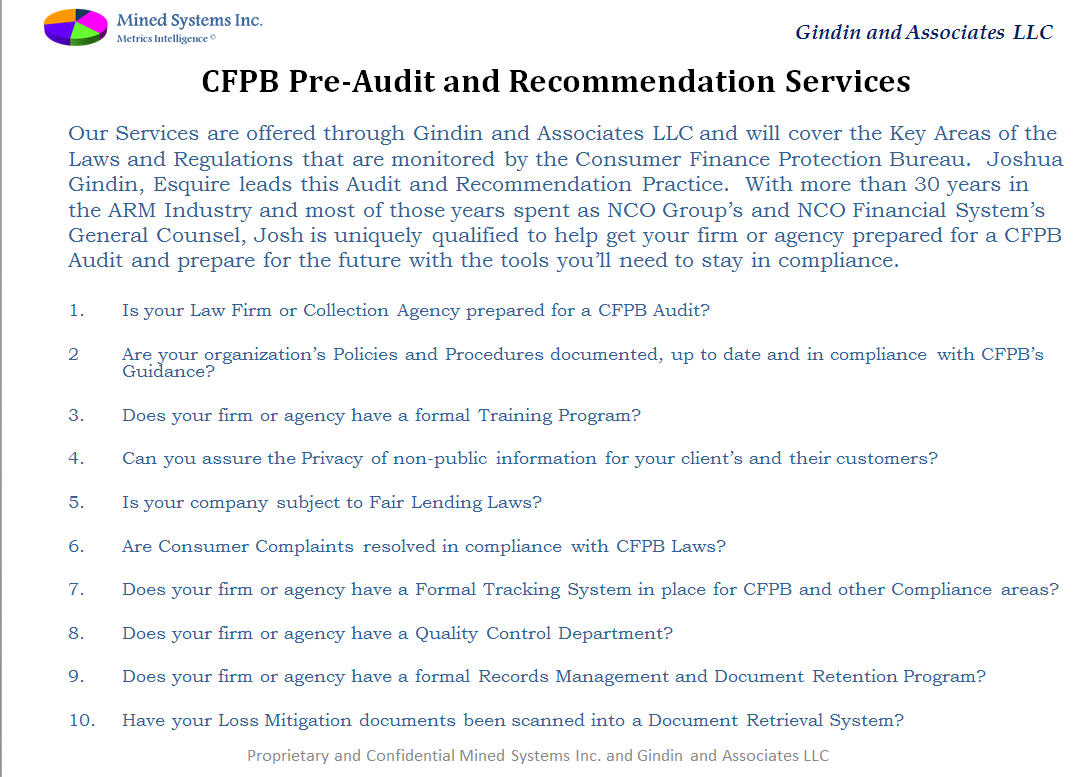 Mined Systems Inc.
Metrics Intelligence ©
Gindin and Associates LLC
CFPB Pre-Audit and Recommendation Services
Our Services are offered through Gindin and Associates LLC and will cover the Key Areas of the
Laws and Regulations that are monitored by the Consumer Finance Protection Bureau. Joshua
Gindin, Esquire leads this Audit and Recommendation Practice. With more than 30 years in
the ARM Industry and most of those years spent as NCO Group's and NCO Financial System's
General Counsel, Josh is uniquely qualified to help get your firm or agency prepared for a CFPB
Audit and prepare for the future with the tools you'll need to stay in compliance.
1. Is your Law Firm or Collection Agency prepared for a CFPB Audit?
2 Are your organization's Policies and Procedures documented, up to date and in compliance with CFPB's
Guidance?
3. Does your firm or agency have a formal Training Program?
4. Can you assure the Privacy of non-public information for your client's and their customers?
5. Is your company subject to Fair Lending Laws?
6. Are Consumer Complaints resolved in compliance with CFPB Laws?
7. Does your firm or agency have a Formal Tracking System in place for CFPB and other Compliance areas?
8. Does your firm or agency have a Quality Control Department?
9. Does your firm or agency have a formal Records Management and Document Retention Program?
10. Have your Loss Mitigation documents been scanned into a Document Retrieval System?
Proprietary and Confidential Mined Systems Inc. and Gindin and Associates LLC